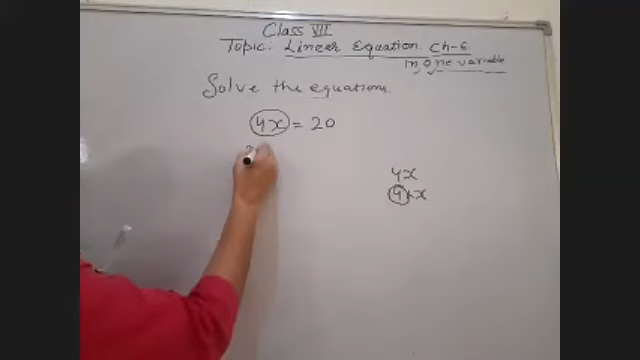 Class VII
Topic: Linear Equation Ch-6
in One variable
Solve the equations
4x = 20
4x
4×x